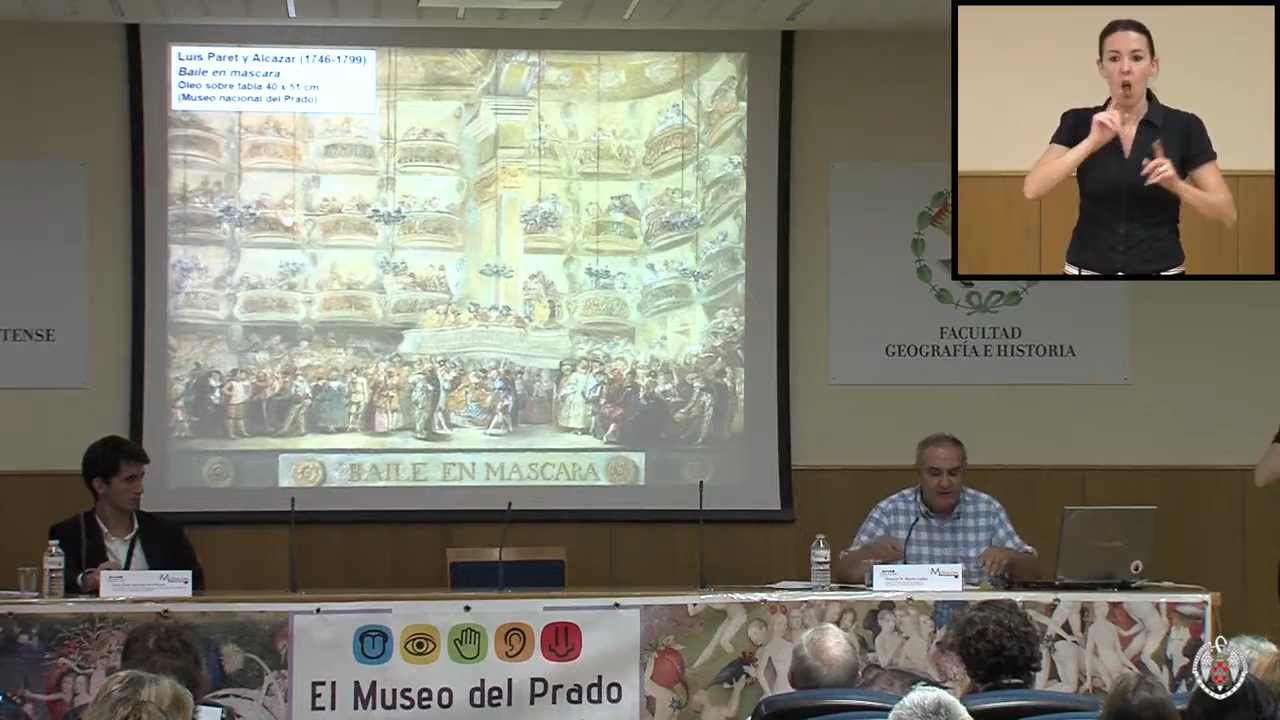 Luis Paret y Alcazar (1746-1799)
Baile en mascara
Óleo sobre tabla 40 x 51 cm
(Museo nacional del Prado)
BAILE EN MASCARA
TENSE
FACULTAD
GEOGRAFÍA E HISTORIA
El Museo del Prado